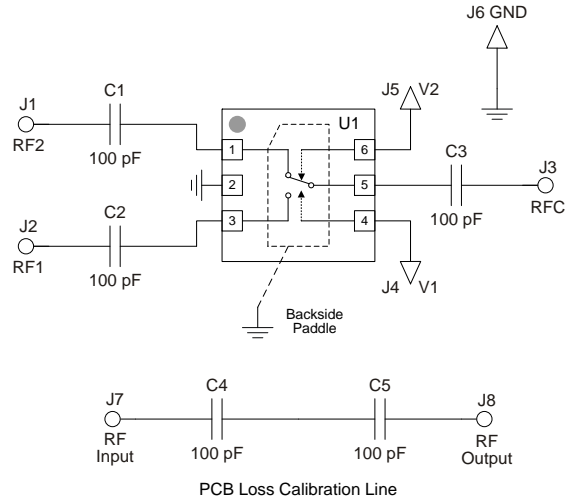 J6 GND
C1
J1
J5
V2
U1
RF2
100 pF
1
6
C3
J3
2
5
C2
J2
3
4
100 pF
RFC
RF1
100 pF
J4
V1
Backside
Paddle
C4
C5
J7
J8
RF
Input
100 pF
100 pF
RF
Output
PCB Loss Calibration Line